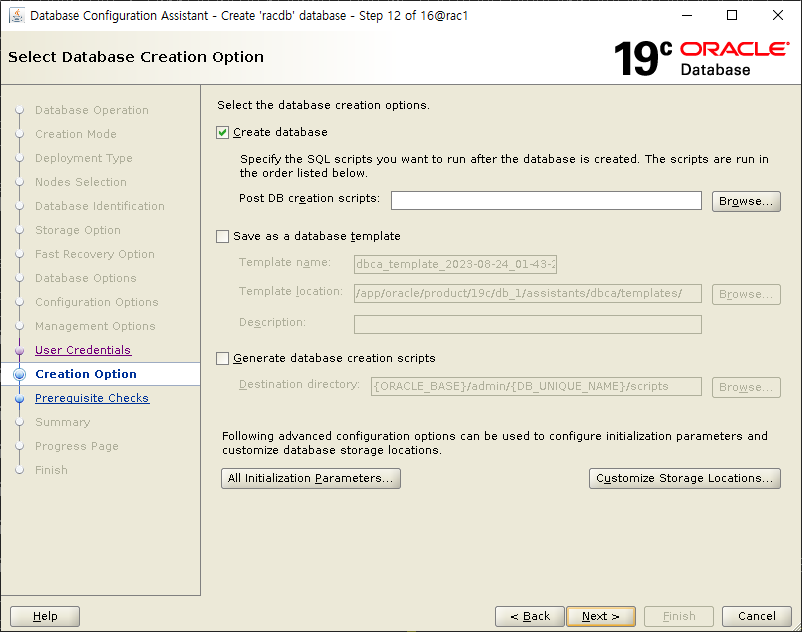 Database Configuration Assistant - Create 'racdb' database - Step 12 of 16@rac1
Select Database Creation Option
19c ORACLE
Database
Database Operation
Creation Mode
Deployment Type
Nodes Selection
Database Identification
Storage Option
Fast Recovery Option
Database Options
Configuration Options
Management Options
User Credentials
Creation Option
Prerequisite Checks
Summary
Progress Page
Finish
Select the database creation options.
Create database
Specify the SQL scripts you want to run after the database is created. The scripts are run in
the order listed below.
Post DB creation scripts:
Browse...
Save as a database template
Template name: dbca_template_2023-08-24_01-43-2
Template location: /app/oracle/product/19c/db_1/assistants/dbca/templates/ Browse...
Description:
Generate database creation scripts
Destination directory: {ORACLE_BASE}/admin/{DB_UNIQUE_NAME}/scripts Browse...
Following advanced configuration options can be used to configure initialization parameters and
customize database storage locations.
All Initialization Parameters... Customize Storage Locations...
Help < Back Next > Finish Cancel